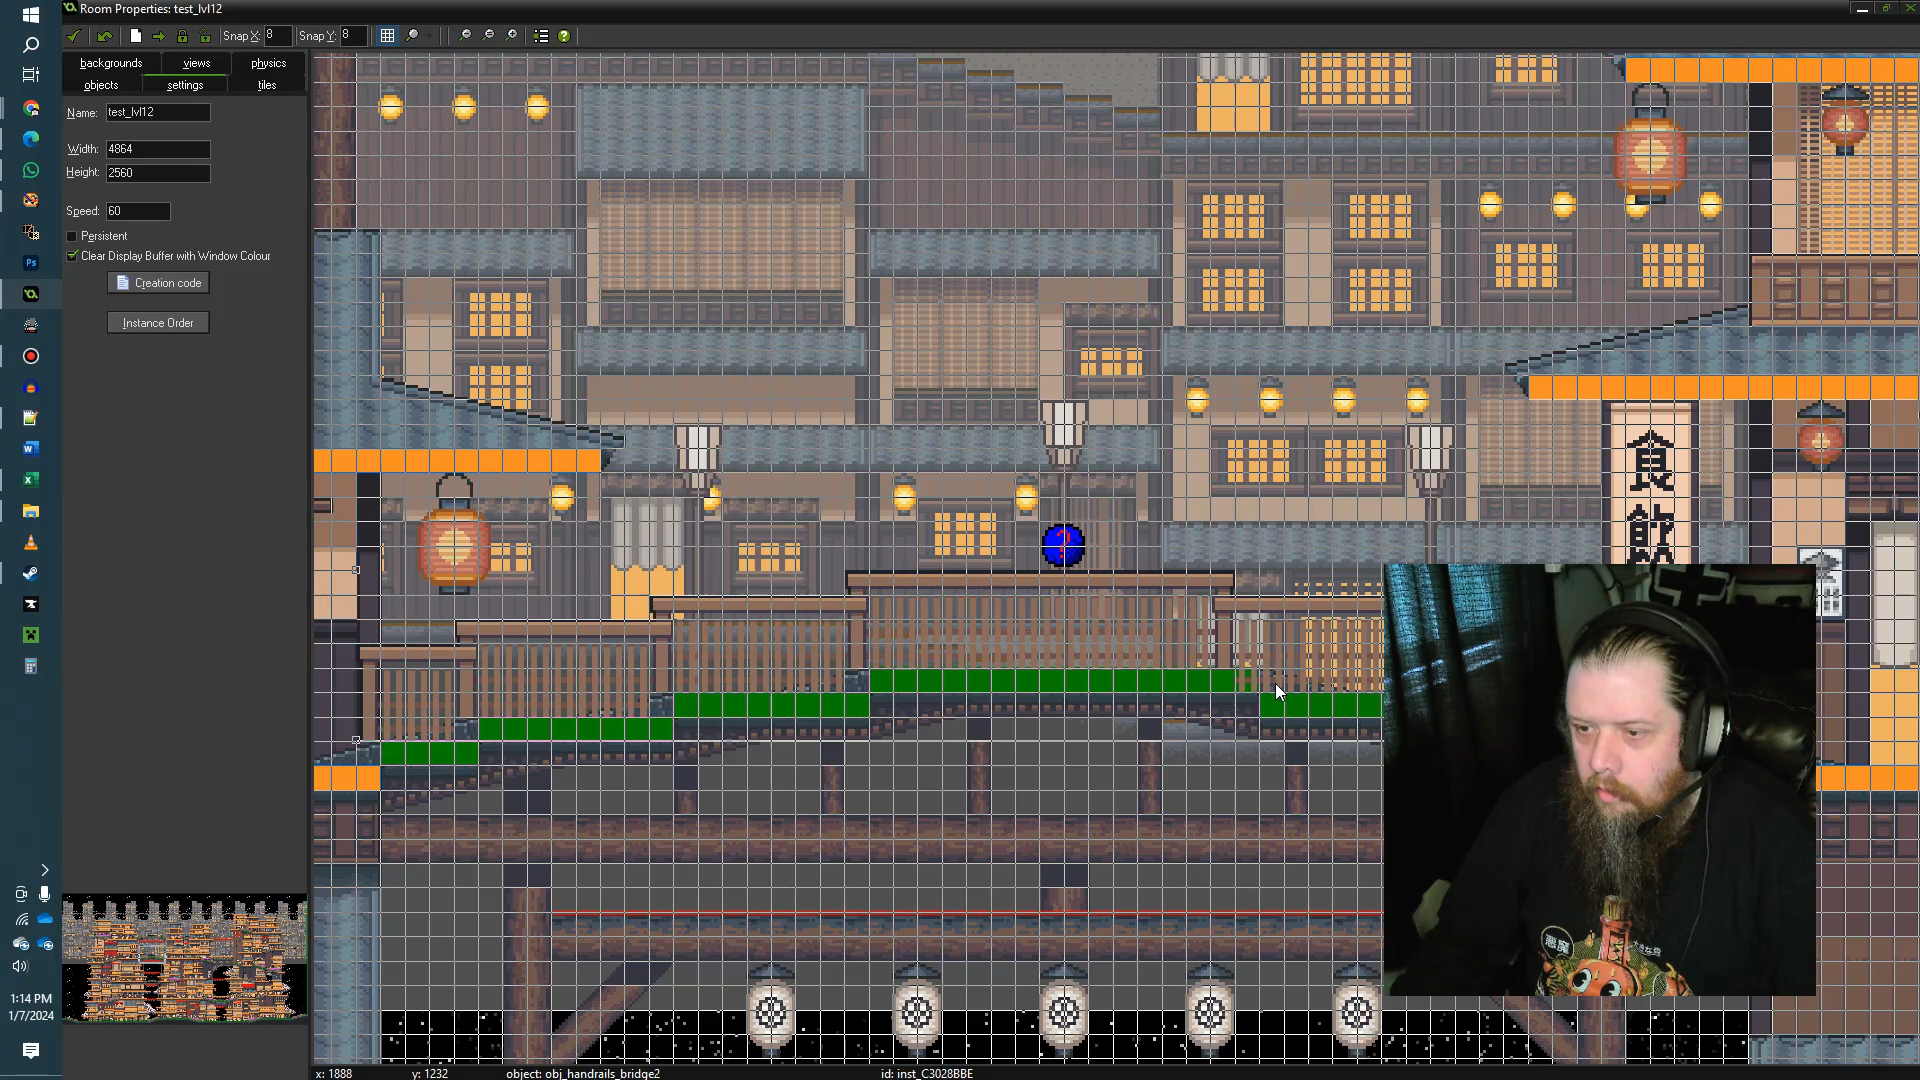 Room Properties: test_lvl12
Snap X: 8
Snap Y: 8
backgrounds
views
physics
objects
settings
tiles
Name: test_lvl12
Width: 4864
Height: 2560
Speed: 60
Persistent
Clear Display Buffer with Window Colour
Creation code
Instance Order
?
悪魔
1:14 PM
1/7/2024
x: 1888
y: 1232
object: obj_handrails_bridge2
id: inst_C3028BBE